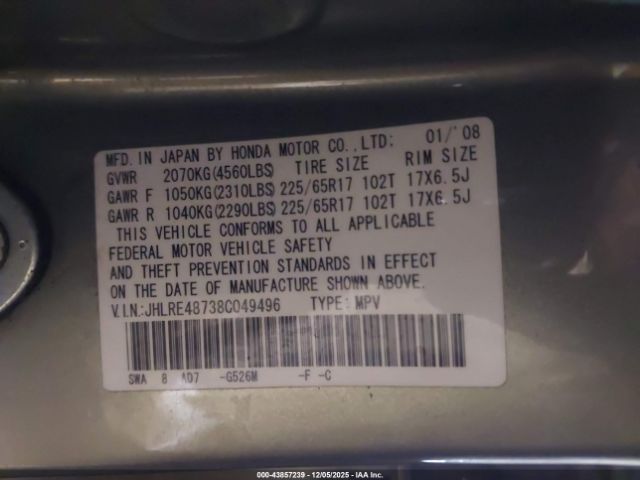 MFD. IN JAPAN BY HONDA MOTOR CO., LTD: 01/'08
GVWR 2070KG(4560LBS) TIRE SIZE RIM SIZE
GAWR F 1050KG(2310LBS) 225/65R17 102T 17X6.5J
GAWR R 1040KG(2290LBS) 225/65R17 102T 17X6.5J
THIS VEHICLE CONFORMS TO ALL APPLICABLE
FEDERAL MOTOR VEHICLE SAFETY
AND THEFT PREVENTION STANDARDS IN EFFECT
ON THE DATE OF MANUFACTURE SHOWN ABOVE.
V.I.N.:JHLRE48738C049496 TYPE: MPV
SWA 8 A07 -G526M -F -C
000-43857239 - 12/05/2025 - IAA Inc.